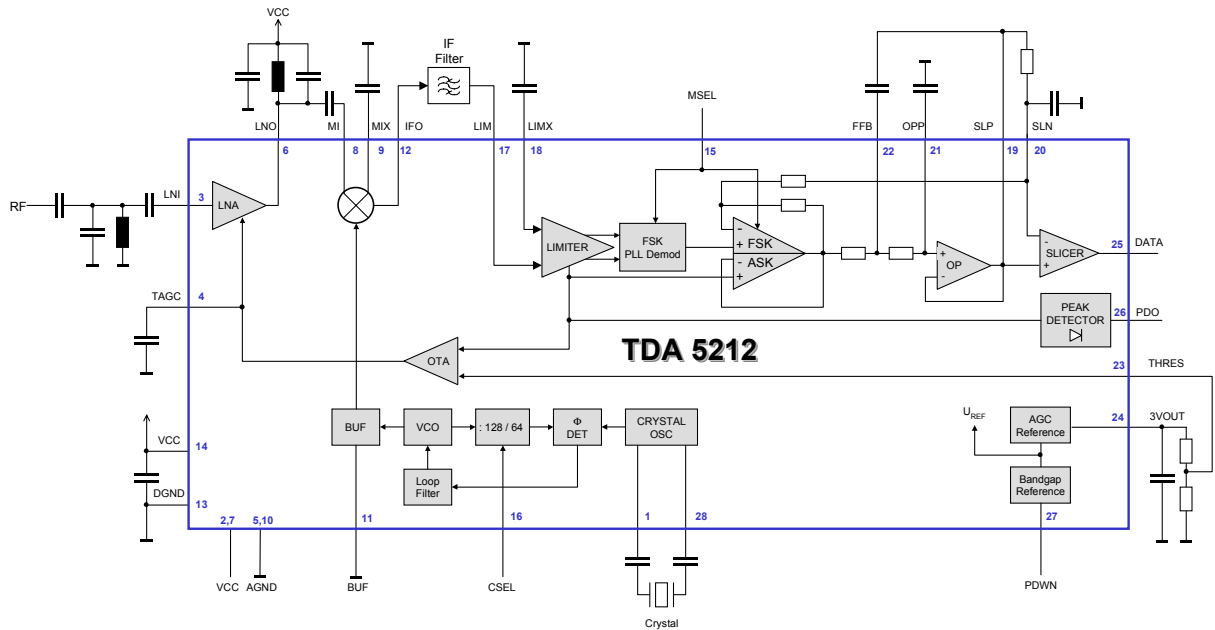 VCC
IF
Filter
MSEL
LNO
MI
MIX
IFO
LIM
LIMX
FFB
OPP
SLP
SLN
6
8
9
12
17
18
15
22
21
19
20
RF
LNI
3
LNA
LIMITER
FSK
PLL Demod
-
+ FSK
- ASK
+
+
-
OP
-
+
SLICER
25
DATA
TAGC
4
OTA
TDA 5212
PEAK
DETECTOR
26
PDO
23
THRES
BUF
VCO
: 128 / 64
Φ
DET
CRYSTAL
OSC
Loop
Filter
UREF
AGC
Reference
24
3VOUT
Bandgap
Reference
VCC
14
DGND
13
2,7
5,10
11
16
1
28
27
VCC
AGND
BUF
CSEL
PDWN
Crystal